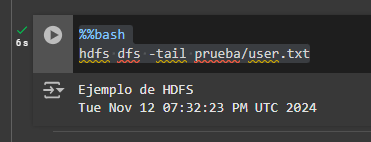 6s
%%bash
hdfs dfs -tail prueba/user.txt
Ejemplo de HDFS
Tue Nov 12 07:32:23 PM UTC 2024